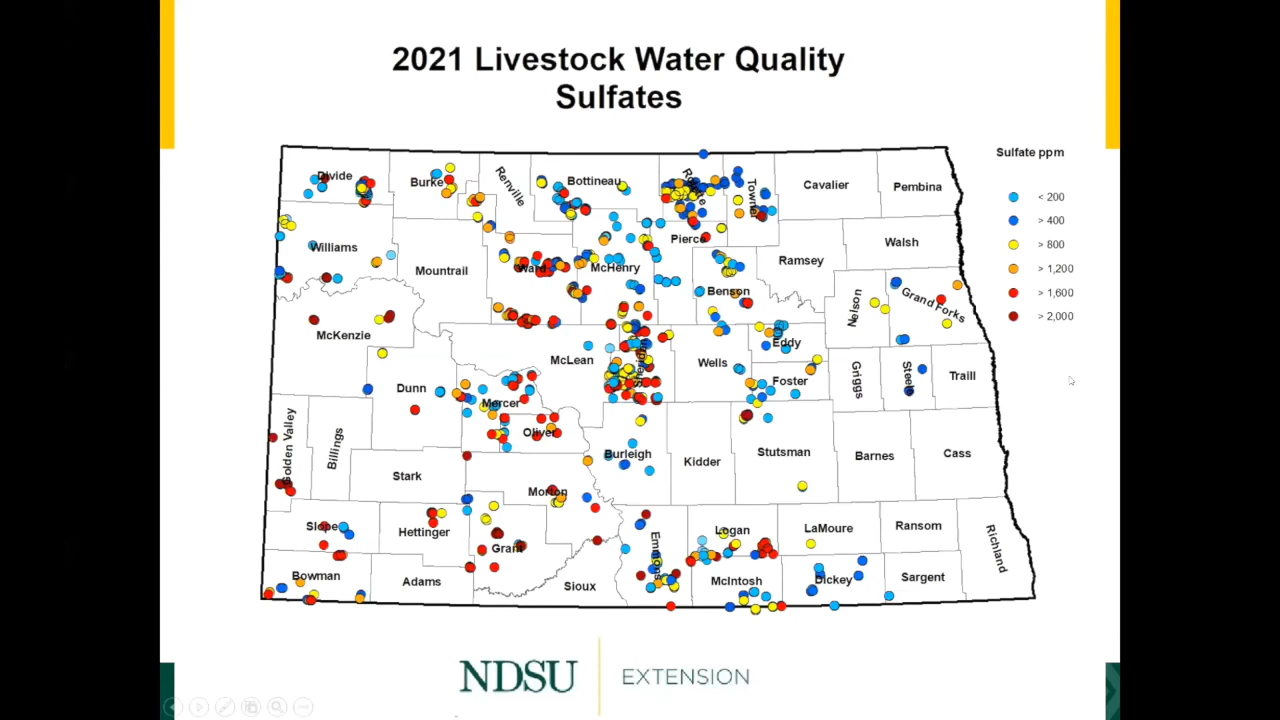 2021 Livestock Water Quality
Sulfates
Sulfate ppm
< 200
> 400
> 800
> 1,200
> 1,600
> 2,000
Divide
Burke
Renville
Bottineau
Rolette
Towner
Cavalier
Pembina
Williams
Mountrail
Ward
McHenry
Pierce
Ramsey
Walsh
Benson
Nelson
Grand Forks
McKenzie
McLean
Sheridan
Wells
Eddy
Foster
Griggs
Steele
Traill
Dunn
Mercer
Oliver
Golden Valley
Billings
Stark
Morton
Burleigh
Kidder
Stutsman
Barnes
Cass
Slope
Hettinger
Grant
Emmons
Logan
LaMoure
Ransom
Richland
Bowman
Adams
Sioux
McIntosh
Dickey
Sargent
NDSU EXTENSION